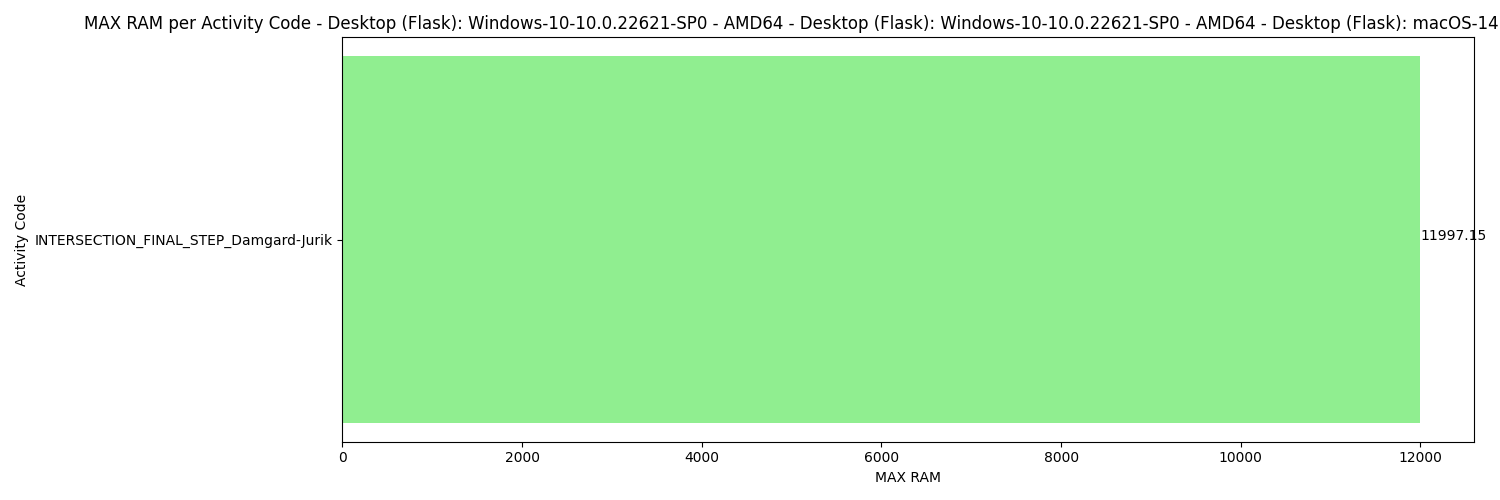 MAX RAM per Activity Code - Desktop (Flask): Windows-10-10.0.22621-SP0 - AMD64 - Desktop (Flask): Windows-10-10.0.22621-SP0 - AMD64 - Desktop (Flask): macOS-14
Activity Code
INTERSECTION_FINAL_STEP_Damgard-Jurik
11997.15
0 2000 4000 6000 8000 10000 12000
MAX RAM